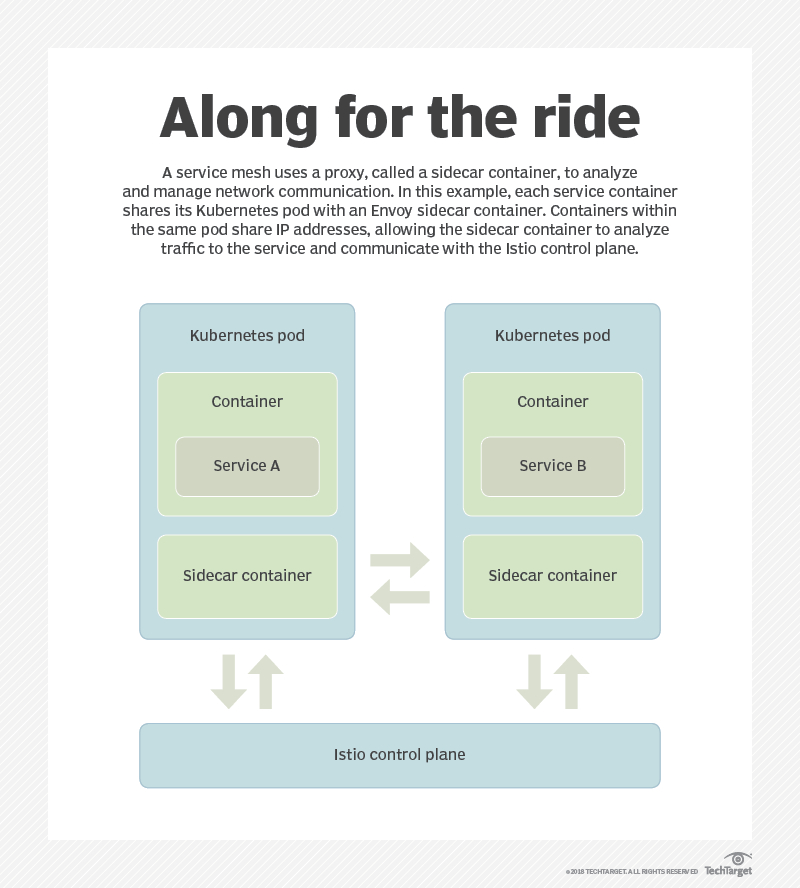 Along for the ride
A service mesh uses a proxy, called a sidecar container, to analyze
and manage network communication. In this example, each service container
shares its Kubernetes pod with an Envoy sidecar container. Containers within
the same pod share IP addresses, allowing the sidecar container to analyze
traffic to the service and communicate with the Istio control plane.
Kubernetes pod
Container
Service A
Sidecar container
Kubernetes pod
Container
Service B
Sidecar container
Istio control plane
©2018 TECHTARGET. ALL RIGHTS RESERVED
TechTarget